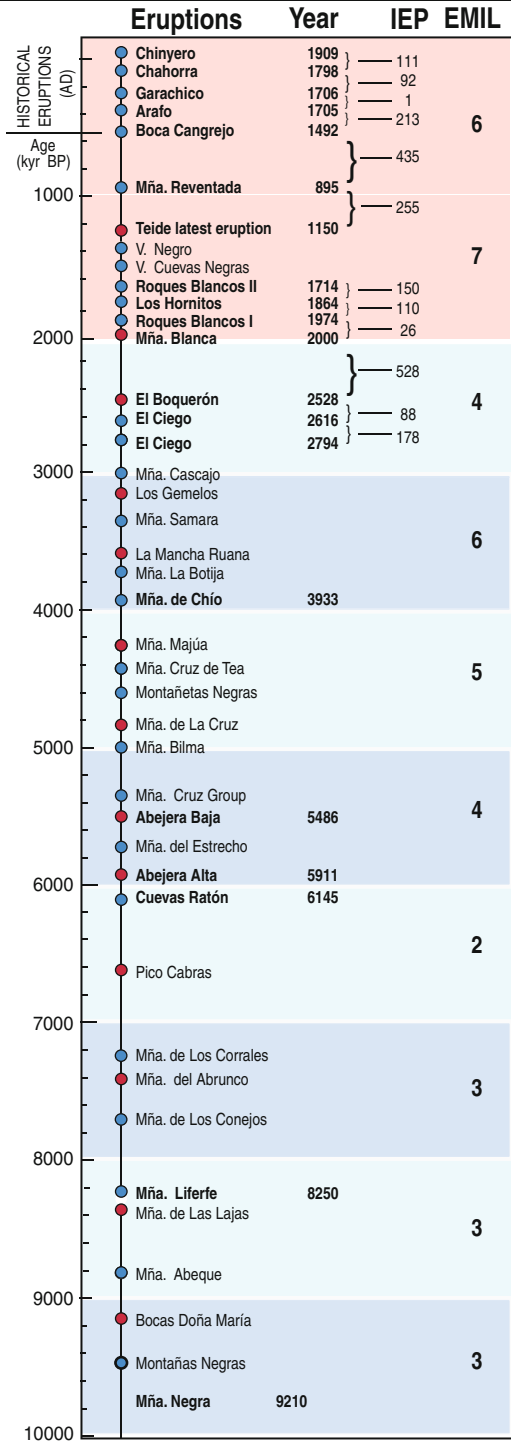 Eruptions Year IEP EMIL
HISTORICAL
ERUPTIONS
(AD)
Chinyero 1909
111
Chahorra 1798
92
Garachico 1706
1
Arafo 1705
213
6
Boca Cangrejo 1492
Age
(kyr BP)
435
Mña. Reventada 895
1000
255
Teide latest eruption 1150
V. Negro
7
V. Cuevas Negras
Roques Blancos II 1714
150
Los Hornitos 1864
110
Roques Blancos I 1974
26
Mña. Blanca 2000
2000
528
El Boquerón 2528
4
88
El Ciego 2616
178
El Ciego 2794
3000
Mña. Cascajo
Los Gemelos
Mña. Samara
6
La Mancha Ruana
Mña. La Botija
Mña. de Chío 3933
4000
Mña. Majúa
Mña. Cruz de Tea
5
Montañetas Negras
Mña. de La Cruz
5000
Mña. Bilma
Mña. Cruz Group
4
Abejera Baja 5486
Mña. del Estrecho
Abejera Alta 5911
6000
Cuevas Ratón 6145
2
Pico Cabras
7000
Mña. de Los Corrales
Mña. del Abrunco
3
Mña. de Los Conejos
8000
Mña. Liferfe 8250
Mña. de Las Lajas
3
Mña. Abeque
9000
Bocas Doña María
Montañas Negras
3
Mña. Negra 9210
10000